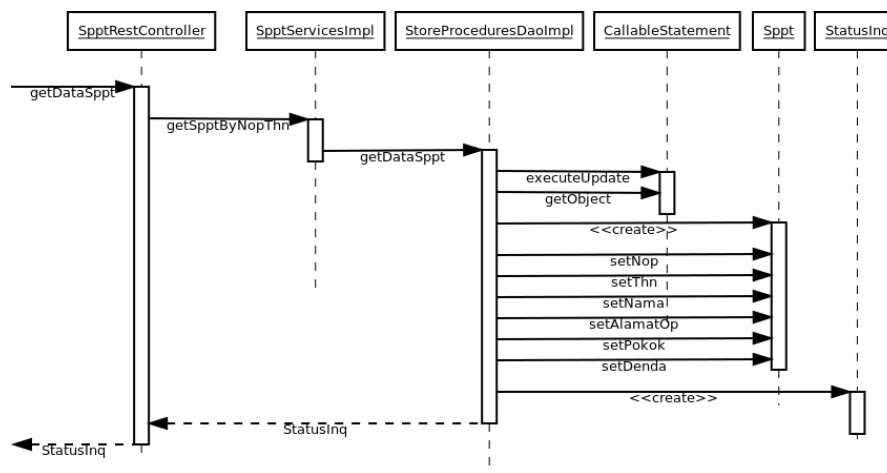 SpptRestController
SpptServicesImpl
StoreProceduresDaoImpl
CallableStatement
Sppt
StatusInq
getDataSppt
getSpptByNopThn
getDataSppt
executeUpdate
getObject
<<create>>
setNop
setThn
setNama
setAlamatOp
setPokok
setDenda
<<create>>
StatusInq
StatusInq